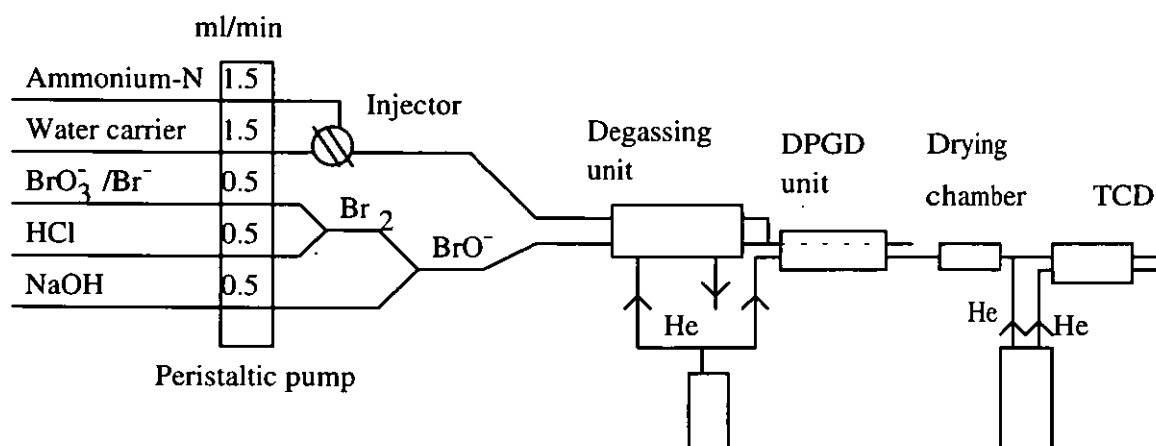 ml/min
Ammonium-N 1.5
Water carrier 1.5
BrO₃⁻ /Br⁻ 0.5
HCl 0.5
NaOH 0.5
Peristaltic pump
Injector
Br₂
BrO⁻
Degassing
unit
He
DPGD
unit
Drying
chamber
TCD
He
He